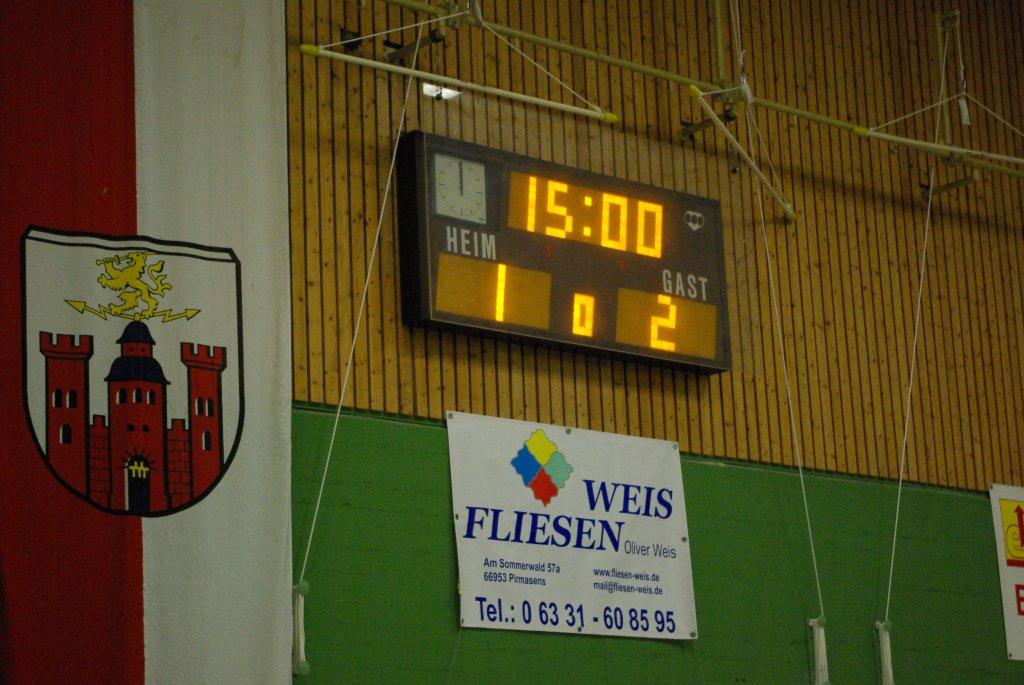 15:00
HEIM
GAST
1 0 2
WEIS
FLIESEN
Oliver Weis
Am Sommerwald 57a
66953 Pirmasens
www.fliesen-weis.de
mail@fliesen-weis.de
Tel.: 0 63 31 - 60 85 95